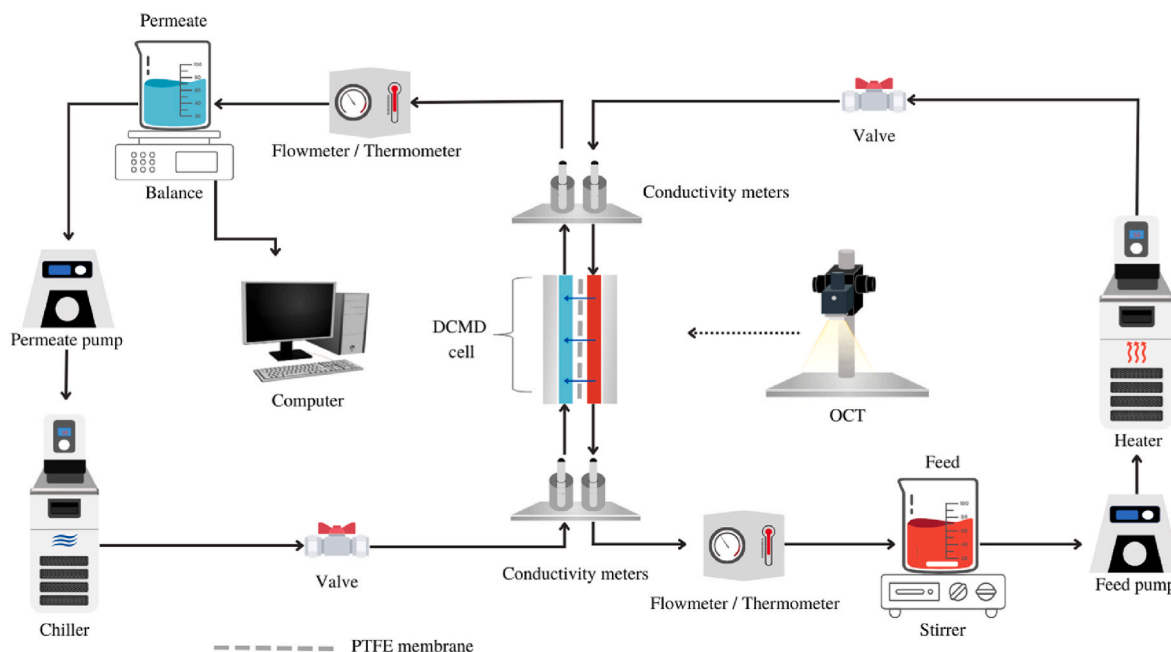 Permeate
Flowmeter / Thermometer
Valve
Balance
Conductivity meters
Permeate pump
DCMD
cell
Computer
OCT
Heater
Feed
Chiller
Valve
Conductivity meters
Flowmeter / Thermometer
Stirrer
Feed pump
PTFE membrane